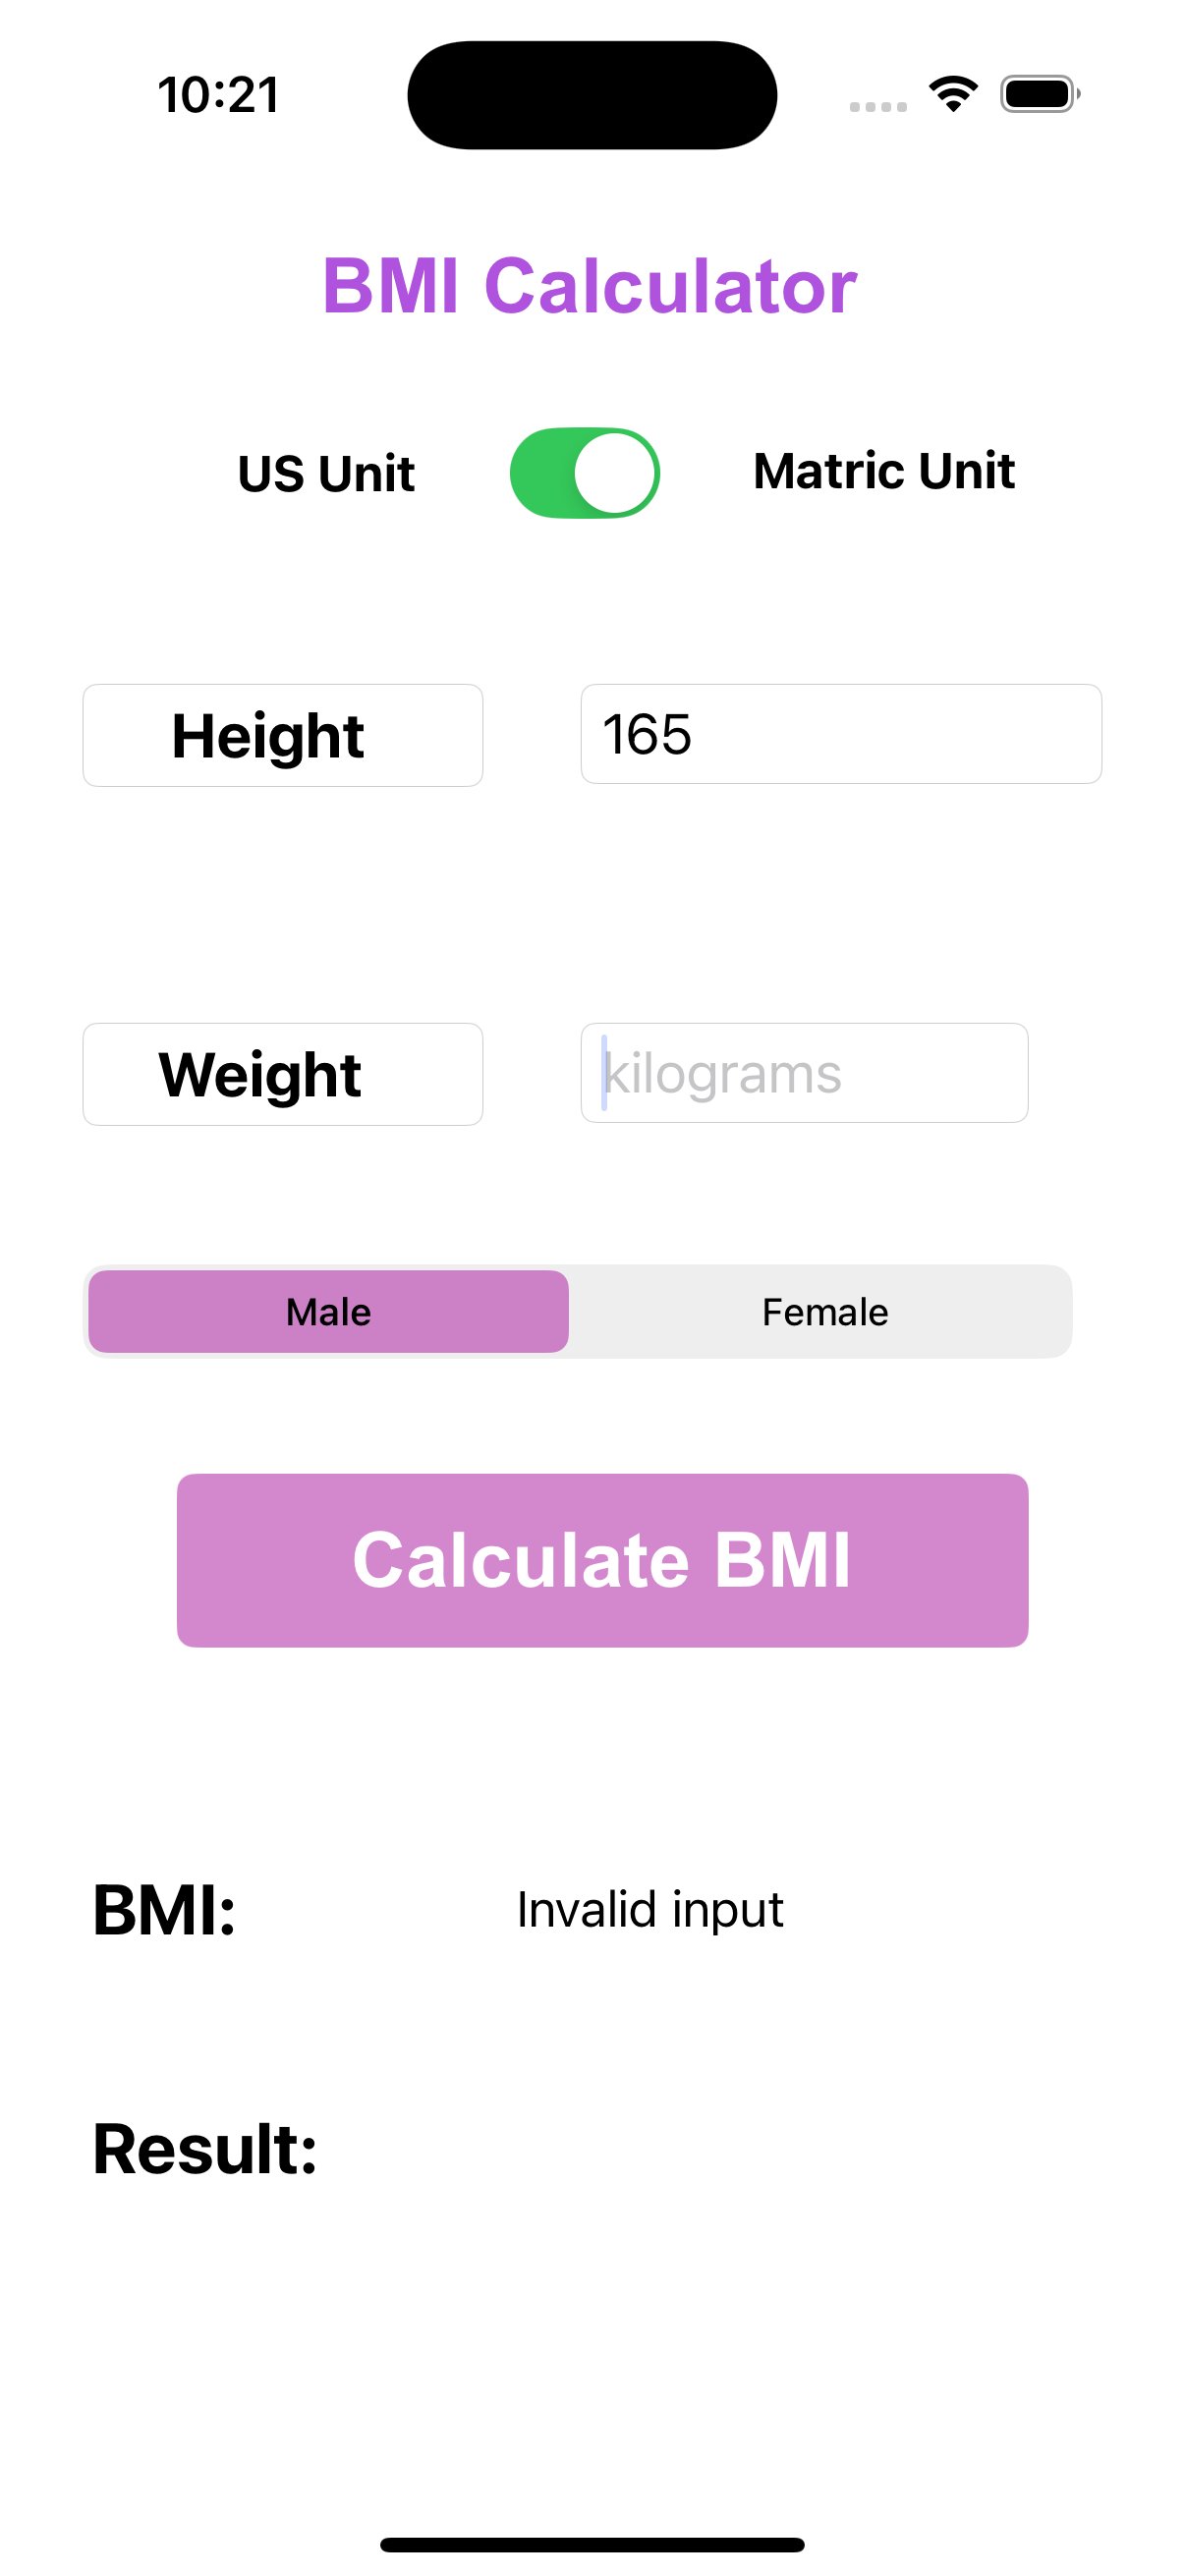 10:21
BMI Calculator
US Unit
Matric Unit
Height
165
Weight
kilograms
Male
Female
Calculate BMI
BMI:
Invalid input
Result: